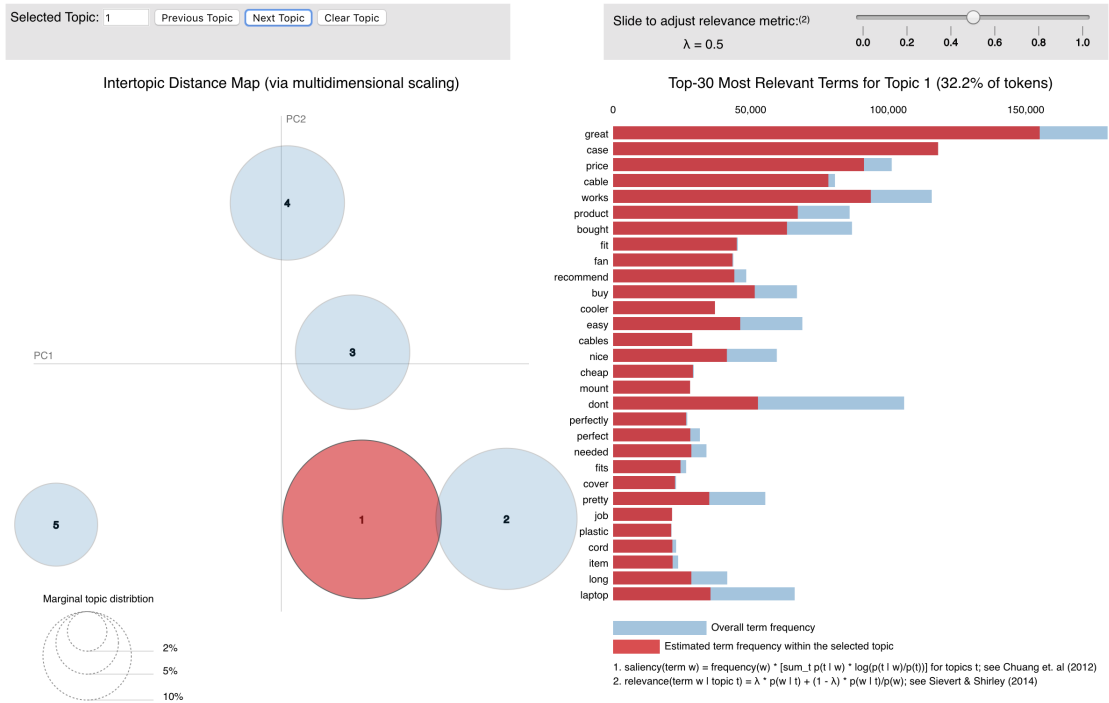 Selected Topic: 1 Previous Topic Next Topic Clear Topic
Slide to adjust relevance metric:(2)
λ = 0.5
0.0 0.2 0.4 0.6 0.8 1.0
Intertopic Distance Map (via multidimensional scaling)
PC2
PC1
4
3
1
2
5
Marginal topic distribtion
2%
5%
10%
Top-30 Most Relevant Terms for Topic 1 (32.2% of tokens)
0 50,000 100,000 150,000
great
case
price
cable
works
product
bought
fit
fan
recommend
buy
cooler
easy
cables
nice
cheap
mount
dont
perfectly
perfect
needed
fits
cover
pretty
job
plastic
cord
item
long
laptop
Overall term frequency
Estimated term frequency within the selected topic
1. saliency(term w) = frequency(w) * [sum_t p(t | w) * log(p(t | w)/p(t))] for topics t; see Chuang et. al (2012)
2. relevance(term w | topic t) = λ * p(w | t) + (1 - λ) * p(w | t)/p(w); see Sievert & Shirley (2014)